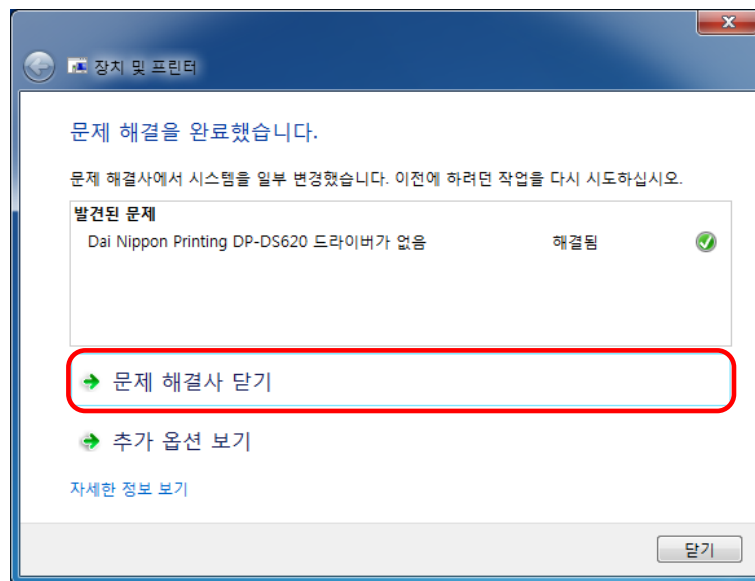 장치 및 프린터
문제 해결을 완료했습니다.
문제 해결사에서 시스템을 일부 변경했습니다. 이전에 하려던 작업을 다시 시도하십시오.
발견된 문제
Dai Nippon Printing DP-DS620 드라이버가 없음 해결됨
문제 해결사 닫기
추가 옵션 보기
자세한 정보 보기
닫기